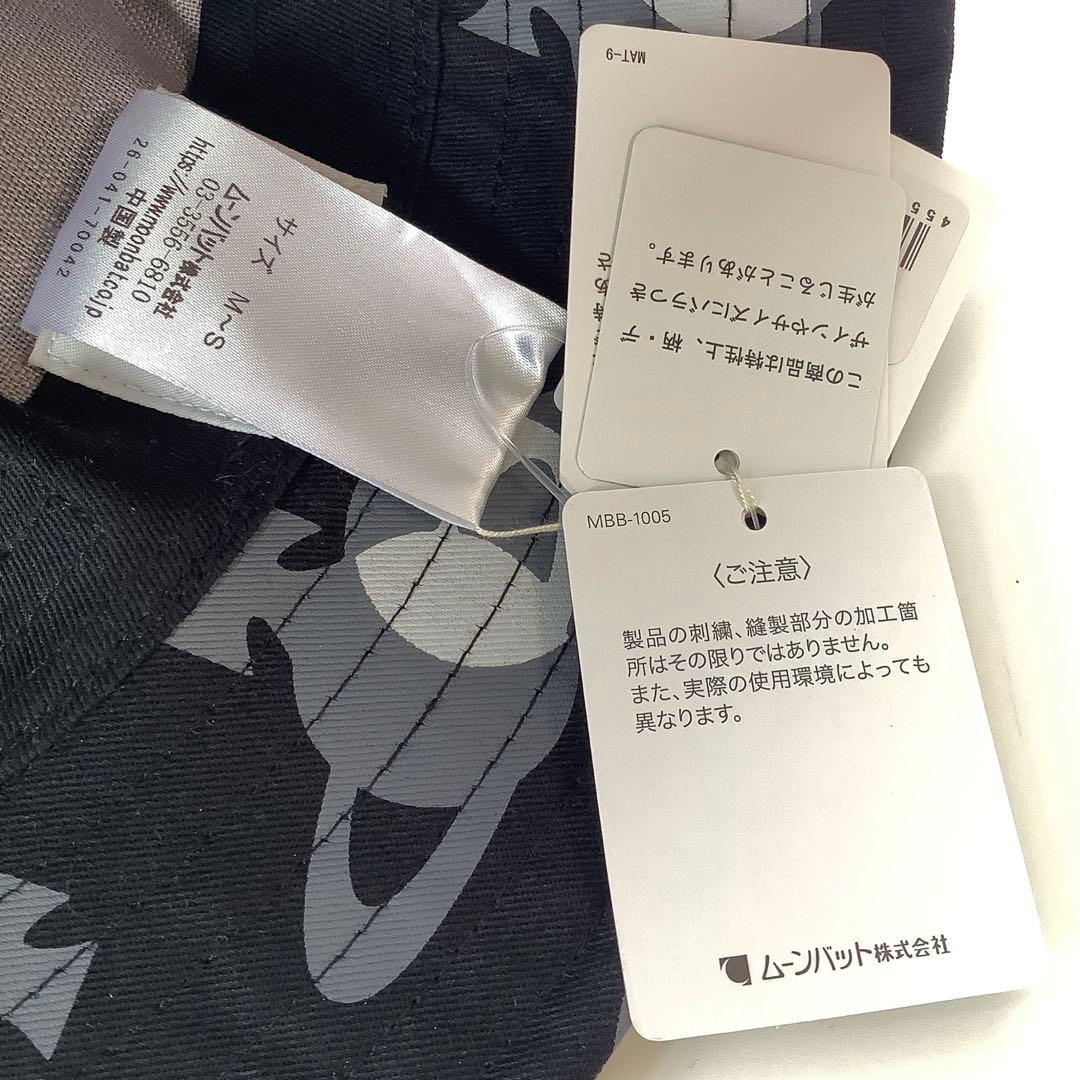 サイズ M～S
ムーンバット株式会社
03-3556-6810
https://www.moonbat.co.jp
中国製
26-041-70042
MAT-9
455
この商品は特性上、柄・デ
ザインやサイズにバラつき
が生じることがあります。
MBB-1005
〈ご注意〉
製品の刺繍、縫製部分の加工箇
所はその限りではありません。
また、実際の使用環境によっても
異なります。
ムーンバット株式会社